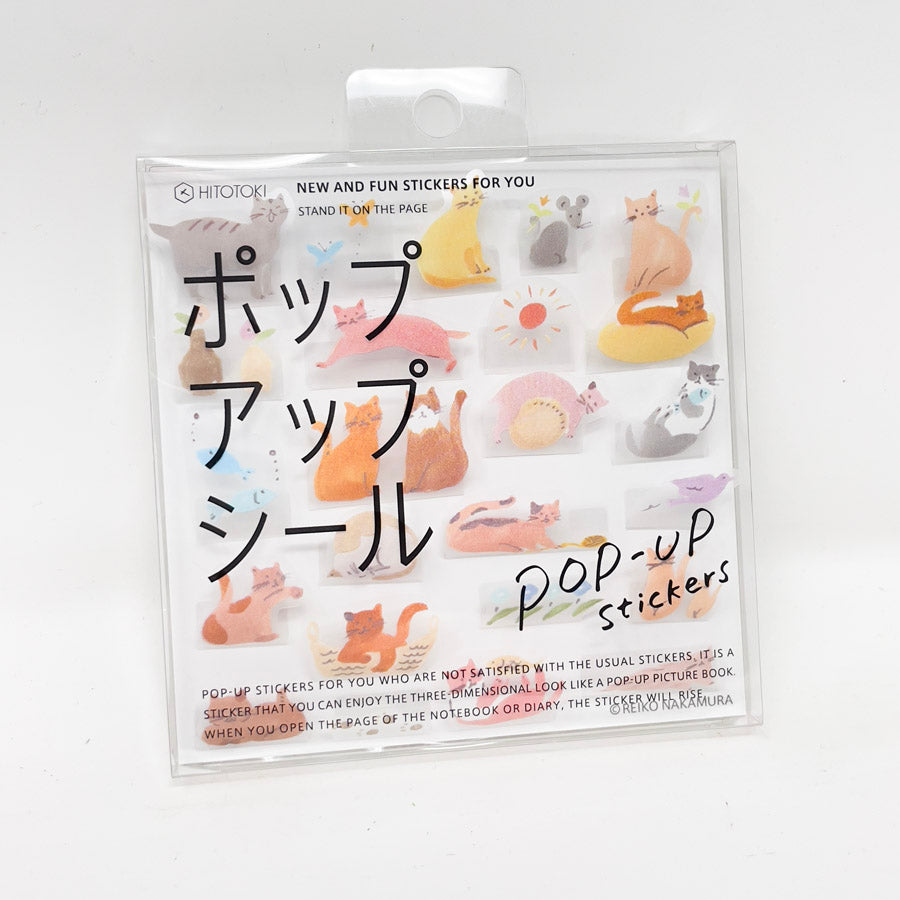 HITOTOKI
NEW AND FUN STICKERS FOR YOU
STAND IT ON THE PAGE
ポップ
アップ
シール
POP-UP
stickers
POP-UP STICKERS FOR YOU WHO ARE NOT SATISFIED WITH THE USUAL STICKERS. IT IS A
STICKER THAT YOU CAN ENJOY THE THREE-DIMENSIONAL LOOK LIKE A POP-UP PICTURE BOOK.
WHEN YOU OPEN THE PAGE OF THE NOTEBOOK OR DIARY, THE STICKER WILL RISE.
©REIKO NAKAMURA